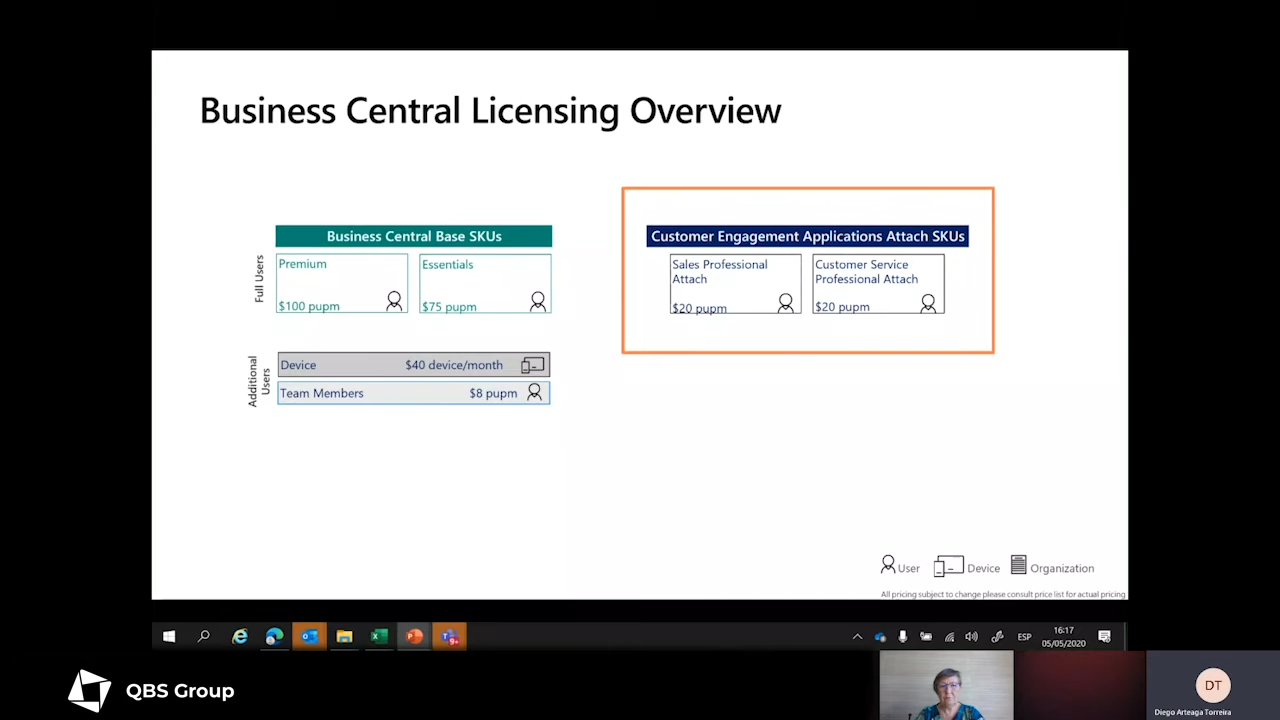 Business Central Licensing Overview
Business Central Base SKUs
Full Users
Premium
$100 pupm
Essentials
$75 pupm
Additional
Users
Device $40 device/month
Team Members $8 pupm
Customer Engagement Applications Attach SKUs
Sales Professional
Attach
$20 pupm
Customer Service
Professional Attach
$20 pupm
User Device Organization
All pricing subject to change please consult price list for actual pricing
ESP
16:17
05/05/2020
QBS Group
DT
Diego Arteaga Torreira